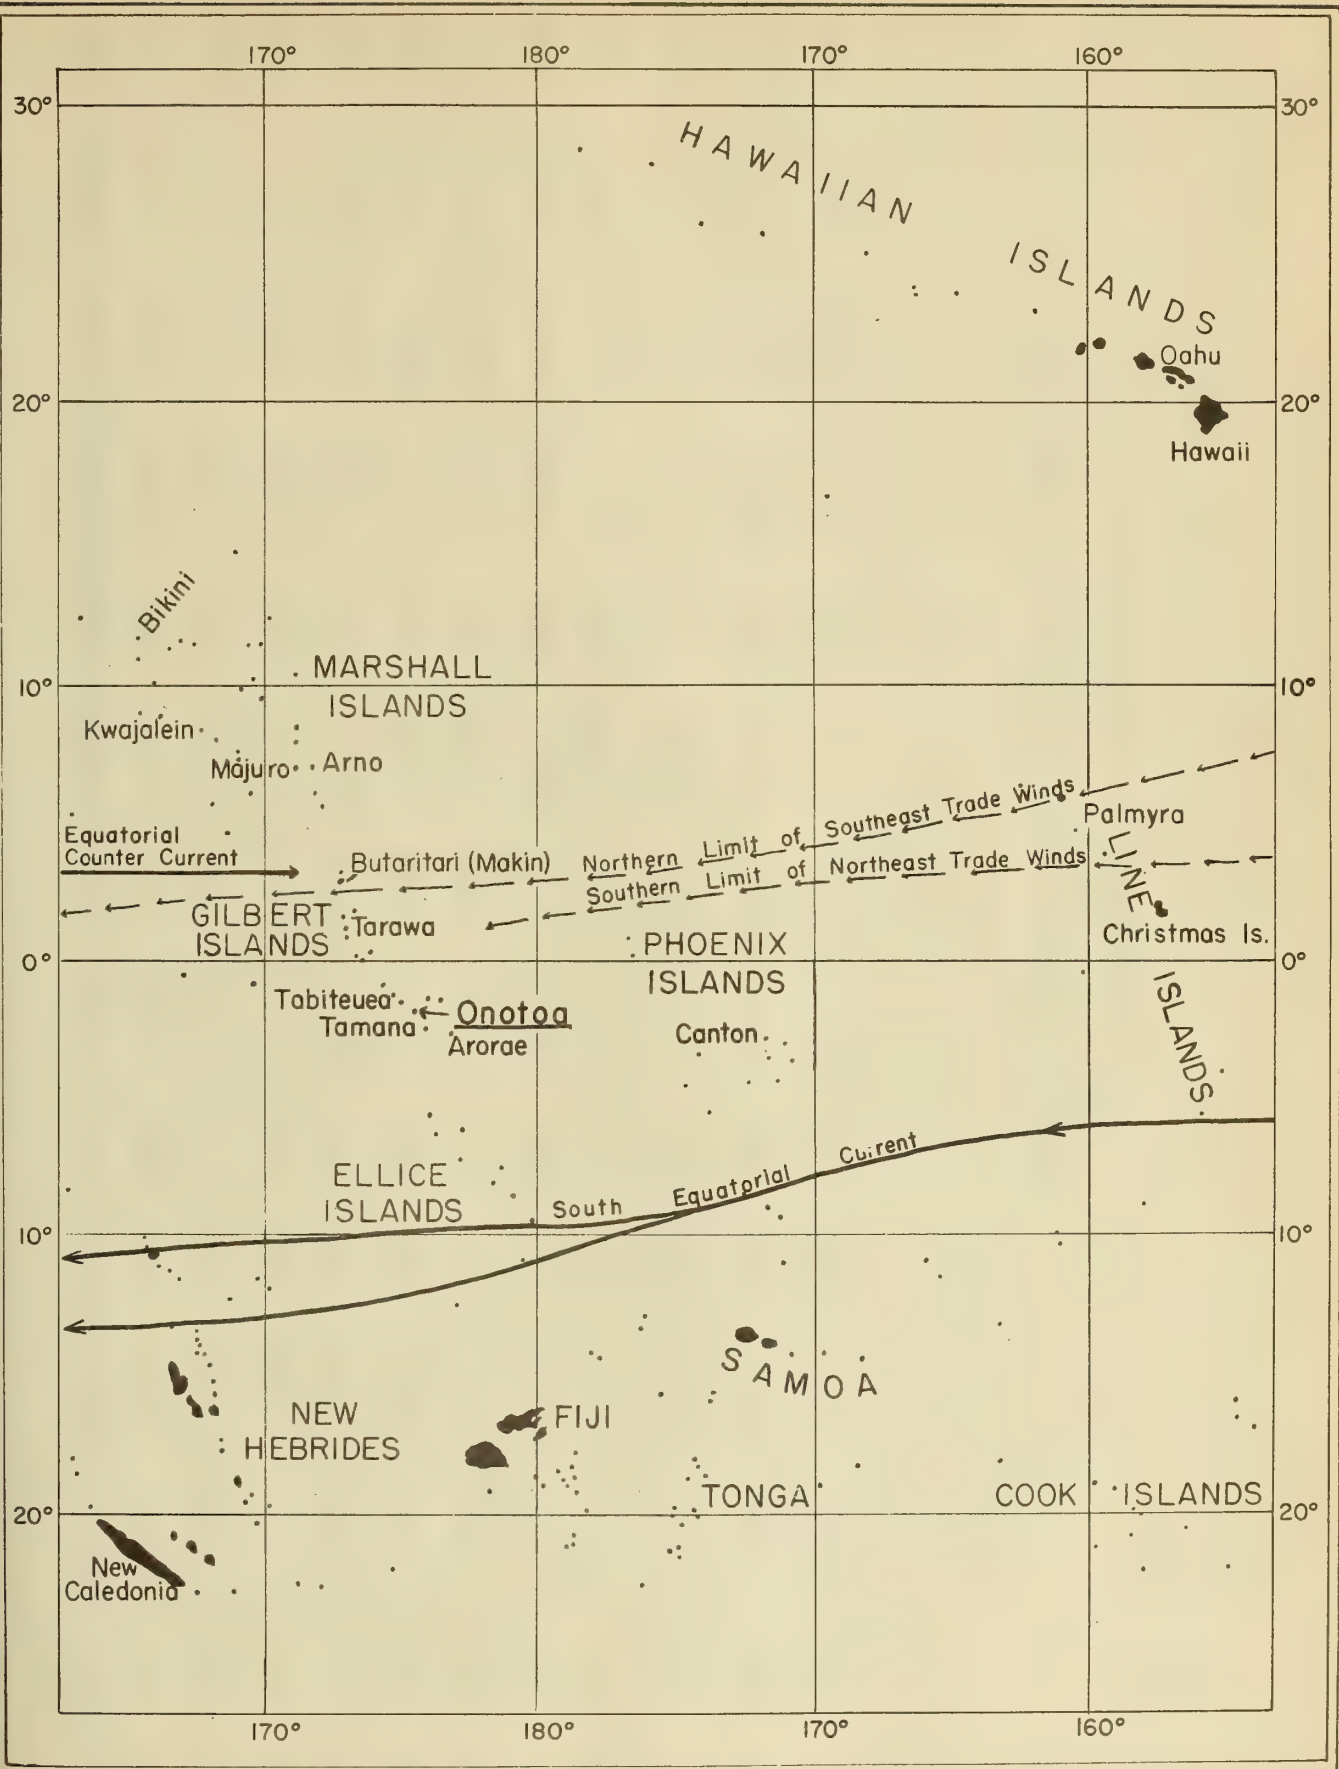 170° 180° 170° 160°
30° 30°
HAWAIIAN
ISLANDS
Oahu
20° 20°
Hawaii
Bikini
MARSHALL
ISLANDS
10° 10°
Kwajalein
Majuro Arno
Equatorial
Counter Current
Northern Limit of Southeast Trade Winds
Palmyra
Butaritari (Makin)
Southern Limit of Northeast Trade Winds
LINE
ISLANDS
GILBERT
ISLANDS
Tarawa
Christmas Is.
PHOENIX
ISLANDS
0° 0°
Tabiteuea
Onotoa
Tamana
Arorae
Canton
South Equatorial Current
ELLICE
ISLANDS
10° 10°
SAMOA
NEW
HEBRIDES
FIJI
TONGA
COOK ISLANDS
20° 20°
New
Caledonia
170° 180° 170° 160°